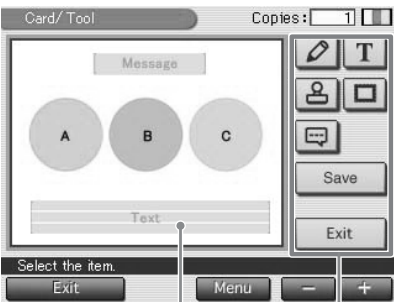 Card/Tool Copies: 1
Message
T
A B C
Save
Text
Exit
Select the item.
Exit Menu − +